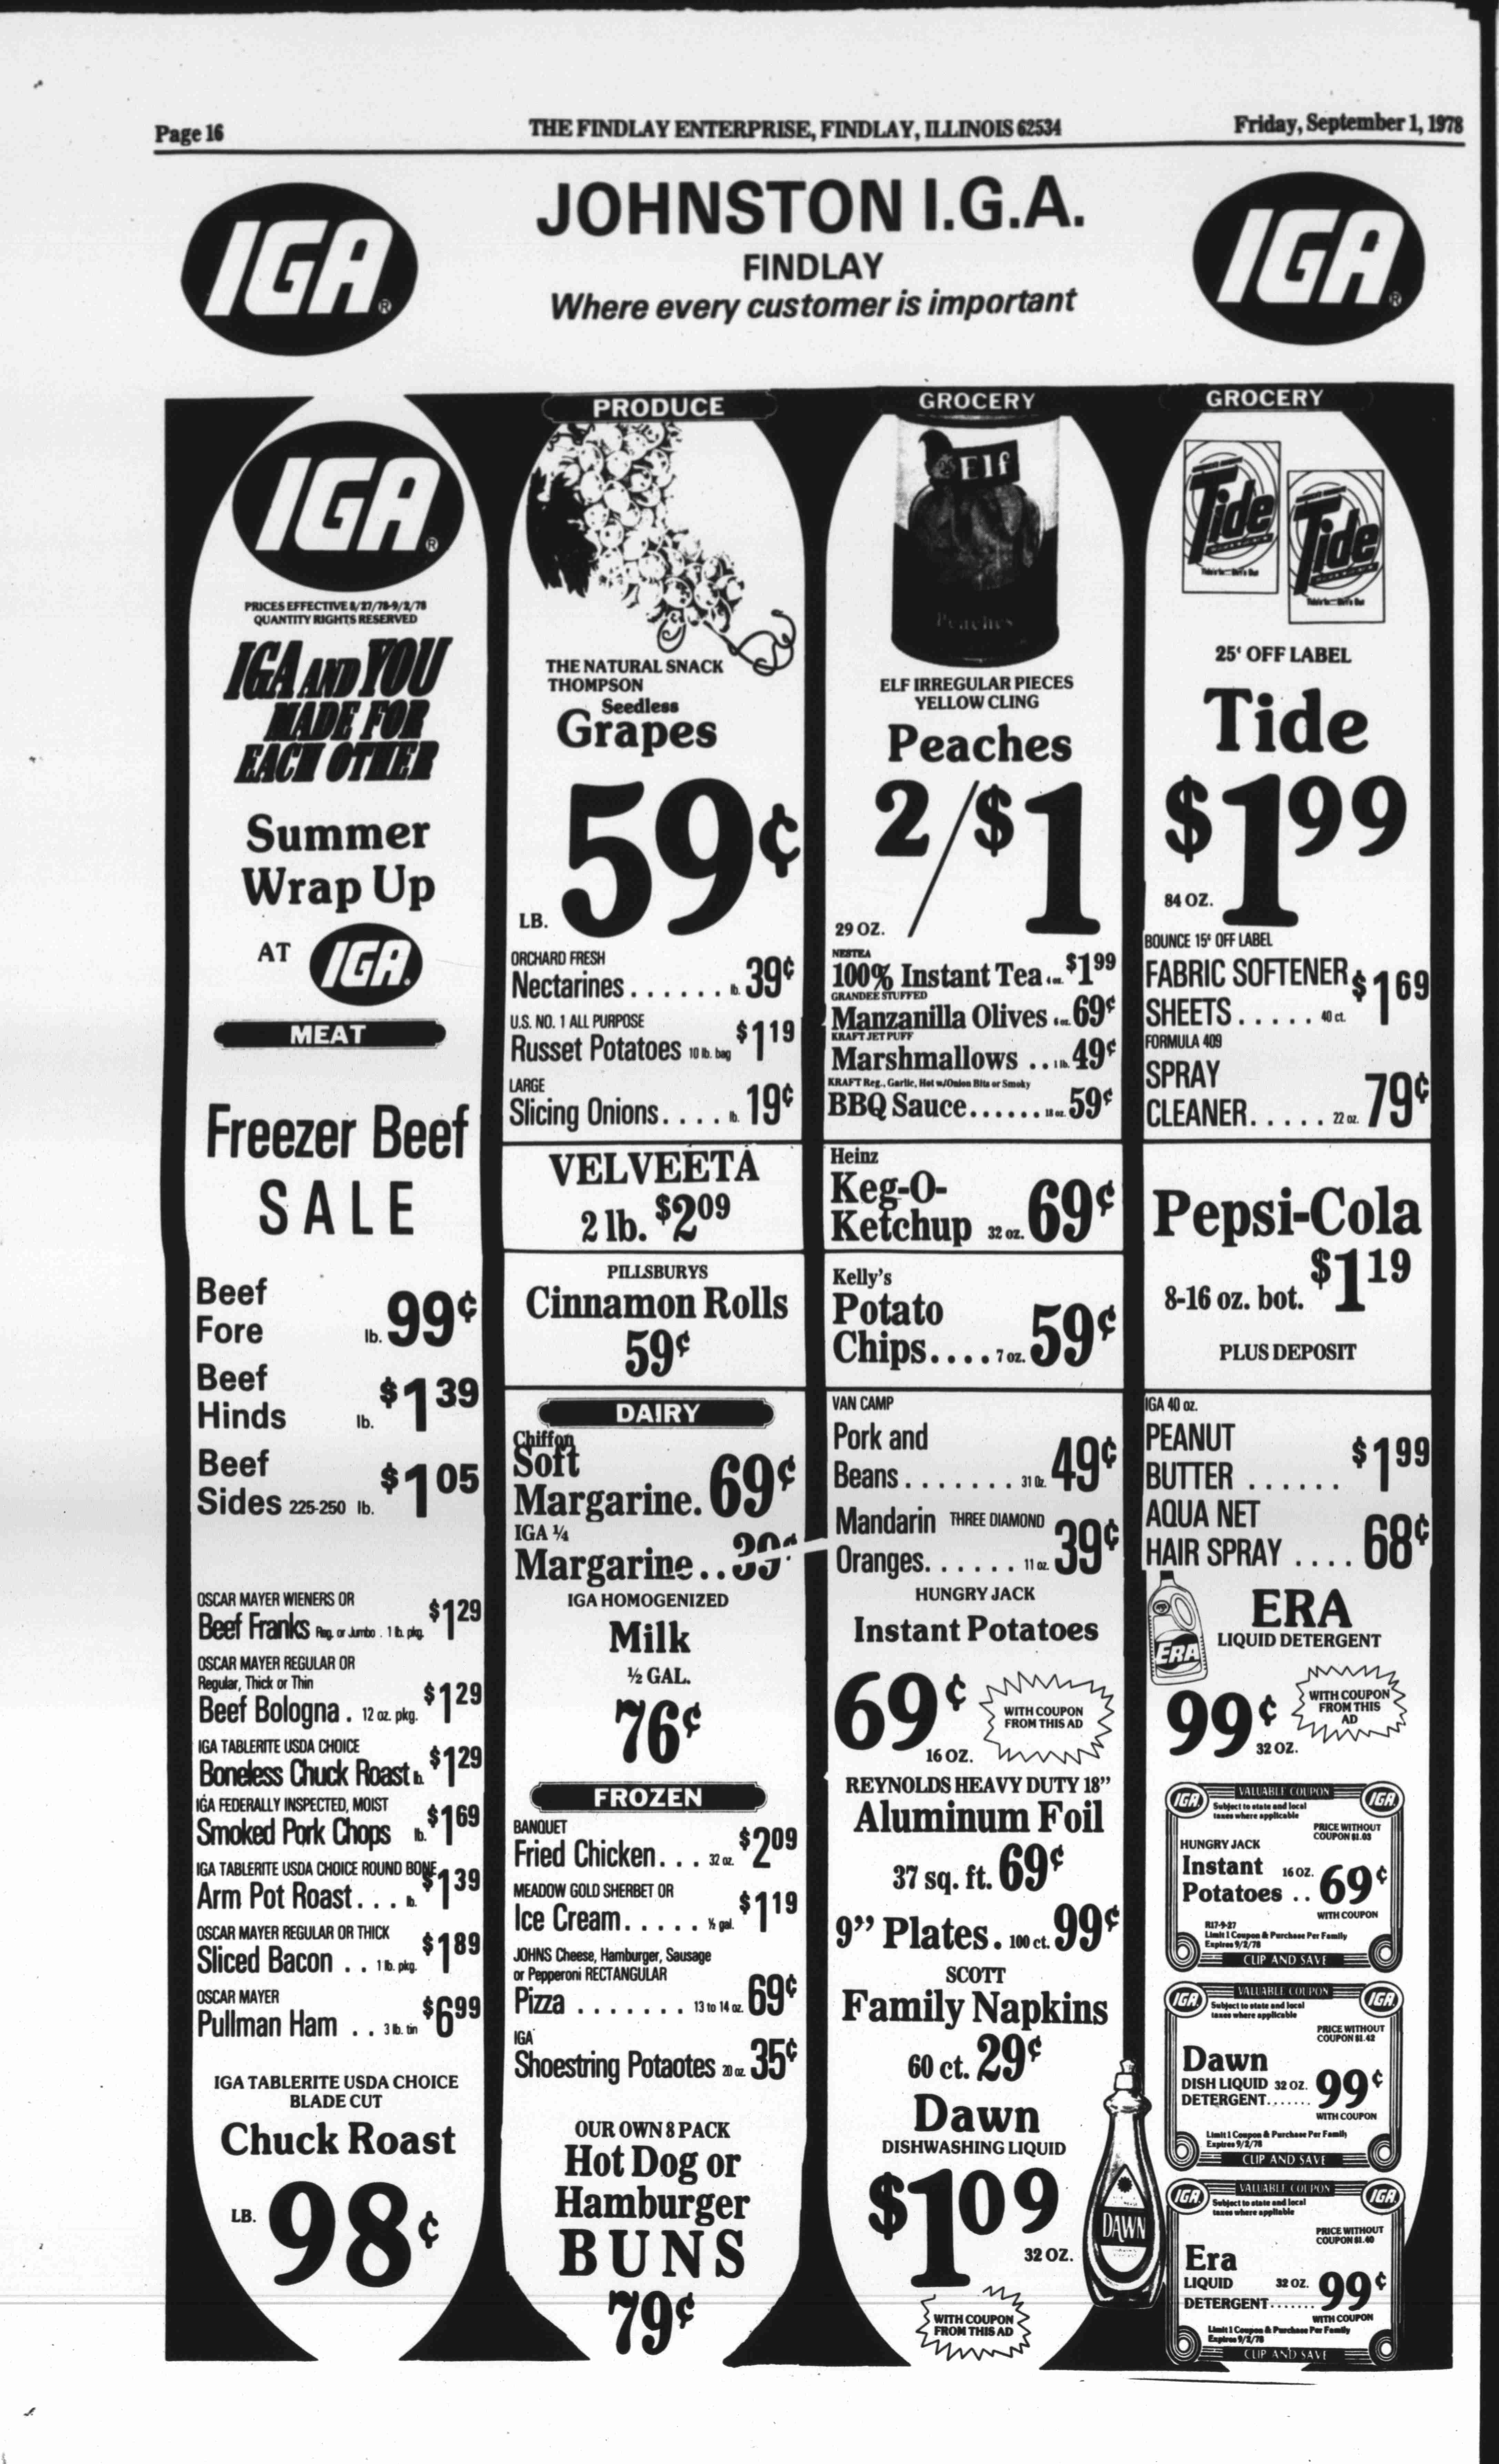 Page 16
THE FINDLAY ENTERPRISE, FINDLAY, ILLINOIS 62534
Friday, September 1, 1978
IGA
JOHNSTON I.G.A.
FINDLAY
Where every customer is important
IGA
IGA
PRICES EFFECTIVE 8/27/78-9/2/78
QUANTITY RIGHTS RESERVED
IGA AND YOU
MADE FOR
EACH OTHER
Summer
Wrap Up
AT IGA
MEAT
Freezer Beef
SALE
Beef
Fore lb. 99¢
Beef
Hinds lb. $1 39
Beef
Sides 225-250 lb. $1 05
OSCAR MAYER WIENERS OR
Beef Franks Reg. or Jumbo . 1 lb. pkg. $1 29
OSCAR MAYER REGULAR OR
Regular, Thick or Thin
Beef Bologna . 12 oz. pkg. $1 29
IGA TABLERITE USDA CHOICE
Boneless Chuck Roast lb. $1 29
IGA FEDERALLY INSPECTED, MOIST
Smoked Pork Chops lb. $1 69
IGA TABLERITE USDA CHOICE ROUND BONE
Arm Pot Roast... lb. $1 39
OSCAR MAYER REGULAR OR THICK
Sliced Bacon . . 1 lb. pkg. $1 89
OSCAR MAYER
Pullman Ham . . 3 lb. tin $6 99
IGA TABLERITE USDA CHOICE
BLADE CUT
Chuck Roast
LB. 98¢
PRODUCE
THE NATURAL SNACK
THOMPSON
Seedless
Grapes
LB. 59¢
ORCHARD FRESH
Nectarines...... lb. 39¢
U.S. NO. 1 ALL PURPOSE
Russet Potatoes 10 lb. bag $1 19
LARGE
Slicing Onions.... lb. 19¢
VELVEETA
2 lb. $2 09
PILLSBURYS
Cinnamon Rolls
59¢
DAIRY
Chiffon
Soft
Margarine. 69¢
IGA ¼
Margarine.. 39¢
IGA HOMOGENIZED
Milk
½ GAL.
76¢
FROZEN
BANQUET
Fried Chicken... 32 oz. $2 09
MEADOW GOLD SHERBET OR
Ice Cream..... ½ gal. $1 19
JOHNS Cheese, Hamburger, Sausage
or Pepperoni RECTANGULAR
Pizza ....... 13 to 14 oz. 69¢
IGA
Shoestring Potaotes 20 oz. 35¢
OUR OWN 8 PACK
Hot Dog or
Hamburger
BUNS
79¢
GROCERY
Elf
Peaches
ELF IRREGULAR PIECES
YELLOW CLING
Peaches
29 OZ. 2/$1
NESTEA
100% Instant Tea... $1 99
GRANDEE STUFFED
Manzanilla Olives ... 69¢
KRAFT JET PUFF
Marshmallows .. 1 lb. 49¢
KRAFT Reg., Garlic, Hot w/Onion Bits or Smoky
BBQ Sauce...... 18 oz. 59¢
Heinz
Keg-O-
Ketchup 32 oz. 69¢
Kelly's
Potato
Chips.... 7 oz. 59¢
VAN CAMP
Pork and
Beans....... 31 Oz. 49¢
Mandarin THREE DIAMOND
Oranges...... 11 oz. 39¢
HUNGRY JACK
Instant Potatoes
69¢
16 OZ.
WITH COUPON
FROM THIS AD
REYNOLDS HEAVY DUTY 18"
Aluminum Foil
37 sq. ft. 69¢
9" Plates. 100 ct. 99¢
SCOTT
Family Napkins
60 ct. 29¢
Dawn
DISHWASHING LIQUID
$1 09
32 OZ.
WITH COUPON
FROM THIS AD
DAWN
GROCERY
Tide
Tide
25¢ OFF LABEL
Tide
84 OZ. $1 99
BOUNCE 15¢ OFF LABEL
FABRIC SOFTENER
SHEETS..... 40 ct. $1 69
FORMULA 409
SPRAY
CLEANER..... 22 oz. 79¢
Pepsi-Cola
8-16 oz. bot. $1 19
PLUS DEPOSIT
IGA 40 oz.
PEANUT
BUTTER ...... $1 99
AQUA NET
HAIR SPRAY .... 68¢
ERA
ERA
LIQUID DETERGENT
99¢
32 OZ.
WITH COUPON
FROM THIS
AD
IGA VALUABLE COUPON IGA
Subject to state and local
taxes where applicable
PRICE WITHOUT
COUPON $1.03
HUNGRY JACK
Instant 16 OZ.
Potatoes .. 69¢
WITH COUPON
R17-9-27
Limit 1 Coupon & Purchase Per Family
Expires 9/2/78
CLIP AND SAVE
IGA VALUABLE COUPON IGA
Subject to state and local
taxes where applicable
PRICE WITHOUT
COUPON $1.42
Dawn
DISH LIQUID 32 OZ.
DETERGENT....... 99¢
WITH COUPON
Limit 1 Coupon & Purchase Per Family
Expires 9/2/78
CLIP AND SAVE
IGA VALUABLE COUPON IGA
Subject to state and local
taxes where appliable
PRICE WITHOUT
COUPON $1.40
Era
LIQUID 32 OZ.
DETERGENT....... 99¢
WITH COUPON
Limit 1 Coupon & Purchase Per Family
Expires 9/2/78
CLIP AND SAVE